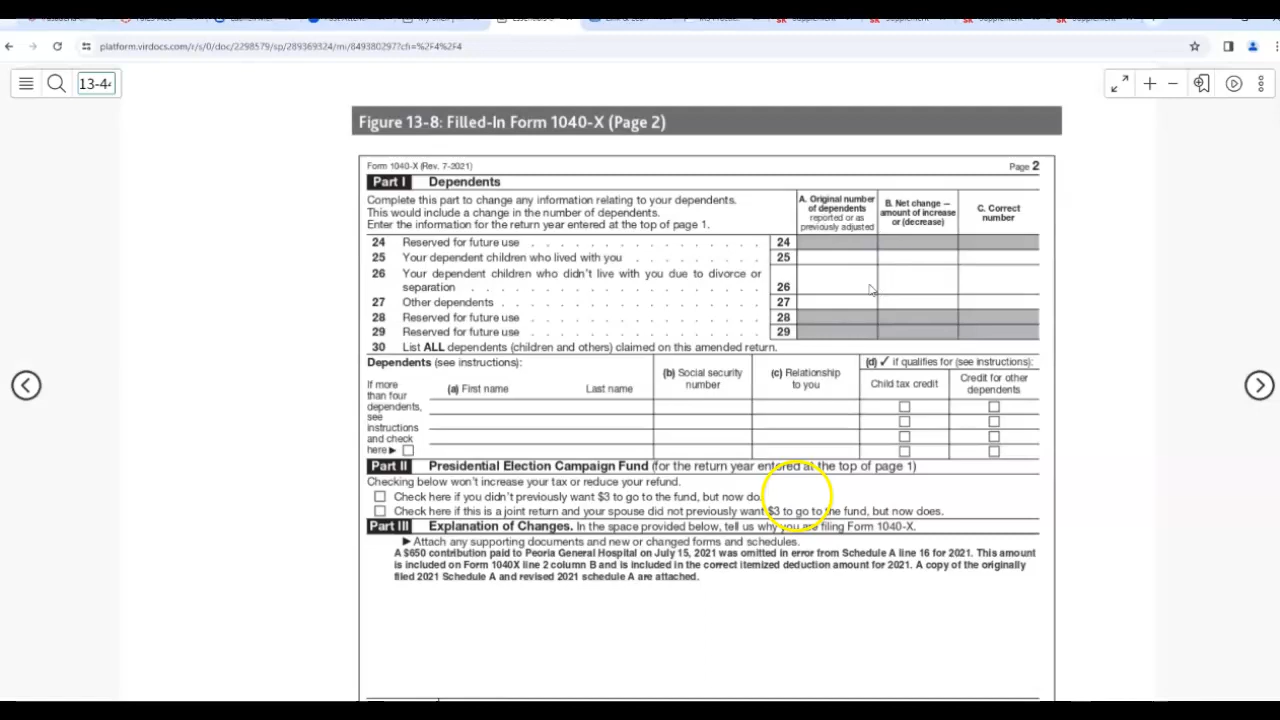 platform.virdocs.com/r/s/0/doc/2298579/sp/289369324/mi/849380297?cfi=%2F4%2F4
13-44
Figure 13-8: Filled-In Form 1040-X (Page 2)
Form 1040-X (Rev. 7-2021) Page 2
Part I Dependents
Complete this part to change any information relating to your dependents.
This would include a change in the number of dependents.
Enter the information for the return year entered at the top of page 1.
A. Original number of dependents reported or as previously adjusted
B. Net change — amount of increase or (decrease)
C. Correct number
24 Reserved for future use 24
25 Your dependent children who lived with you 25
26 Your dependent children who didn't live with you due to divorce or
separation 26
27 Other dependents 27
28 Reserved for future use 28
29 Reserved for future use 29
30 List ALL dependents (children and others) claimed on this amended return.
Dependents (see instructions):
(a) First name Last name
(b) Social security number
(c) Relationship to you
(d) ✓ if qualifies for (see instructions):
Child tax credit
Credit for other dependents
If more
than four
dependents,
see
instructions
and check
here ▶
Part II Presidential Election Campaign Fund (for the return year entered at the top of page 1)
Checking below won't increase your tax or reduce your refund.
Check here if you didn't previously want $3 to go to the fund, but now do.
Check here if this is a joint return and your spouse did not previously want $3 to go to the fund, but now does.
Part III Explanation of Changes. In the space provided below, tell us why you are filing Form 1040-X.
▶ Attach any supporting documents and new or changed forms and schedules.
A $650 contribution paid to Peoria General Hospital on July 15, 2021 was omitted in error from Schedule A line 16 for 2021. This amount
is included on Form 1040X line 2 column B and is included in the correct itemized deduction amount for 2021. A copy of the originally
filed 2021 Schedule A and revised 2021 schedule A are attached.